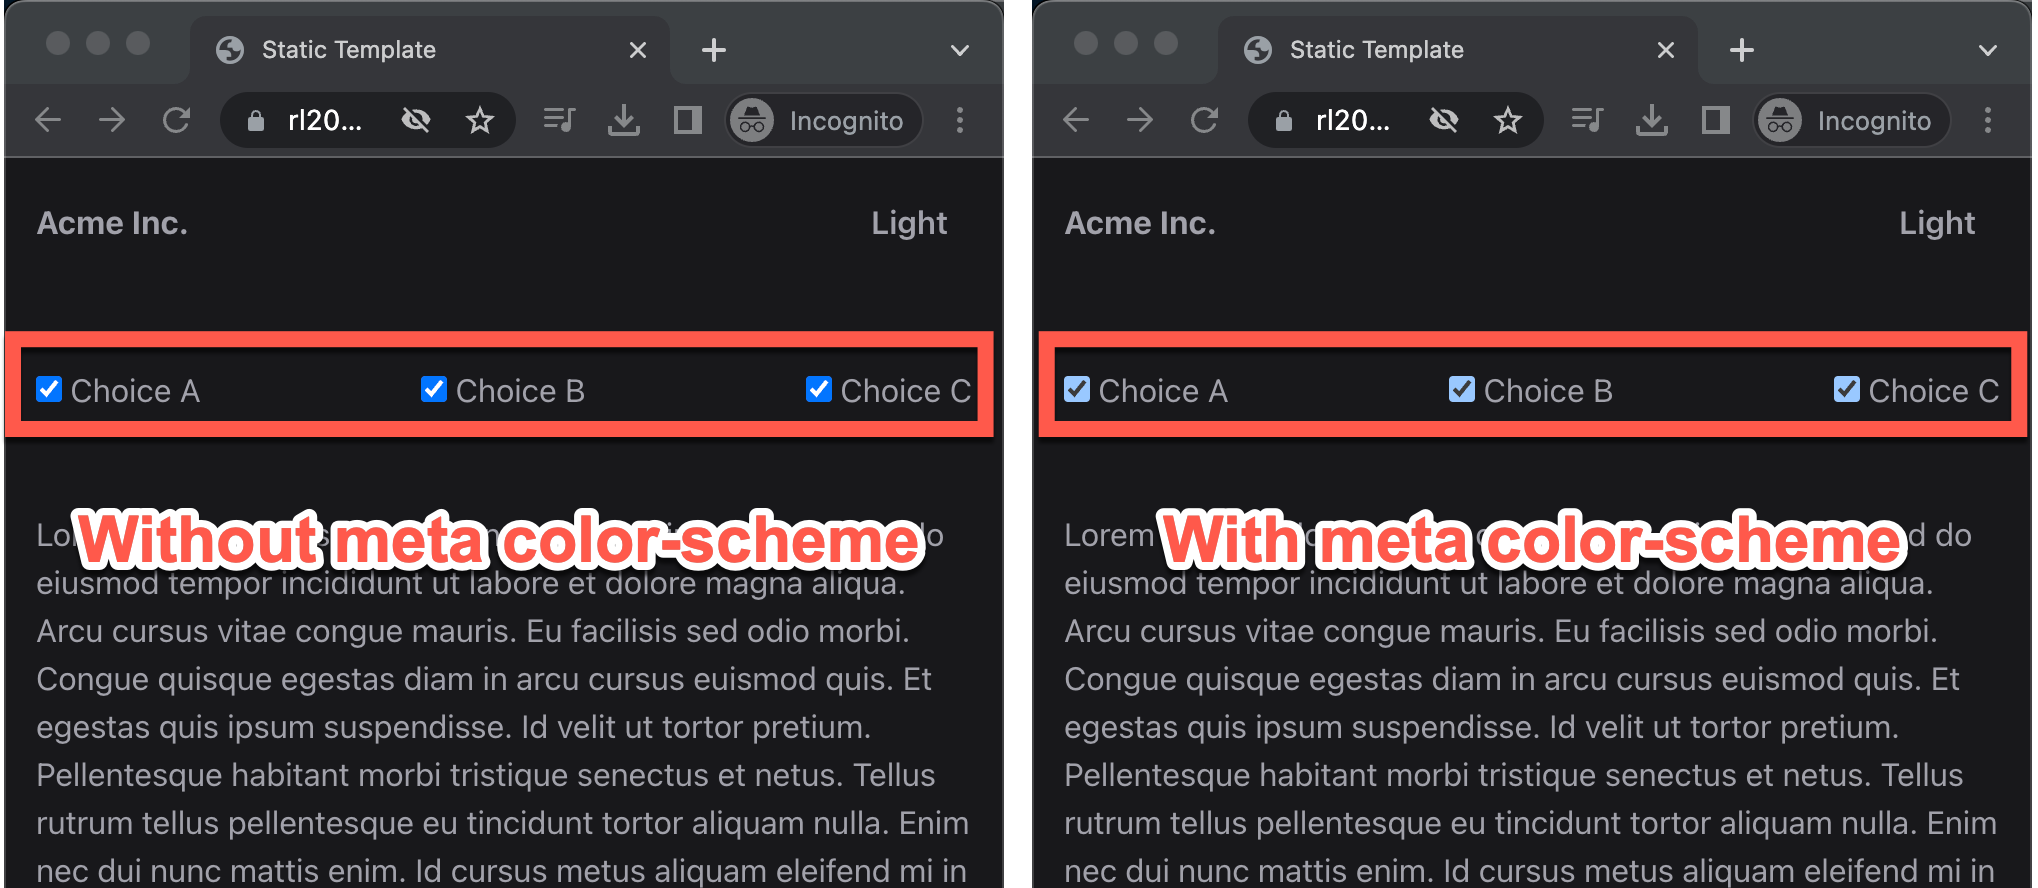 Static Template
rl20...
Incognito
Acme Inc.
Light
Choice A
Choice B
Choice C
Without meta color-scheme
do
eiusmod tempor incididunt ut labore et dolore magna aliqua.
Arcu cursus vitae congue mauris. Eu facilisis sed odio morbi.
Congue quisque egestas diam in arcu cursus euismod quis. Et
egestas quis ipsum suspendisse. Id velit ut tortor pretium.
Pellentesque habitant morbi tristique senectus et netus. Tellus
rutrum tellus pellentesque eu tincidunt tortor aliquam nulla. Enim
nec dui nunc mattis enim. Id cursus metus aliquam eleifend mi in
Static Template
rl20...
Incognito
Acme Inc.
Light
Choice A
Choice B
Choice C
With meta color-scheme
Lorem d do
eiusmod tempor incididunt ut labore et dolore magna aliqua.
Arcu cursus vitae congue mauris. Eu facilisis sed odio morbi.
Congue quisque egestas diam in arcu cursus euismod quis. Et
egestas quis ipsum suspendisse. Id velit ut tortor pretium.
Pellentesque habitant morbi tristique senectus et netus. Tellus
rutrum tellus pellentesque eu tincidunt tortor aliquam nulla. Enim
nec dui nunc mattis enim. Id cursus metus aliquam eleifend mi in